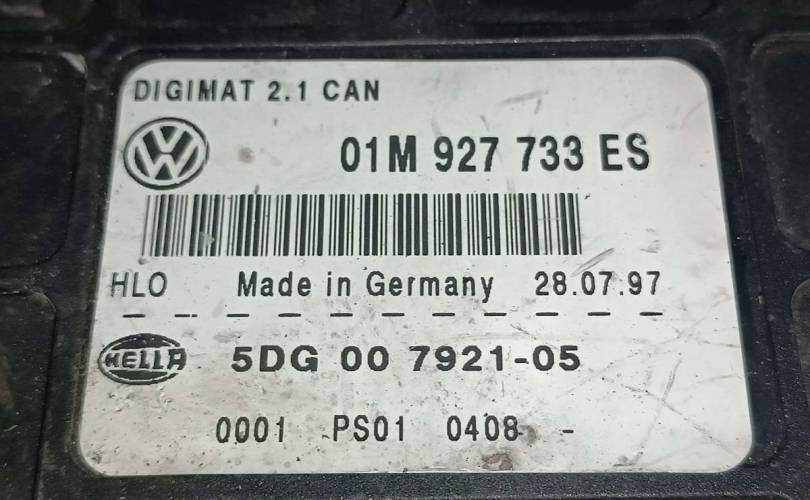 DIGIMAT 2.1 CAN
VW 01M 927 733 ES
HLO Made in Germany 28.07.97
HELLA 5DG 00 7921-05
0001 PS01 0408 -